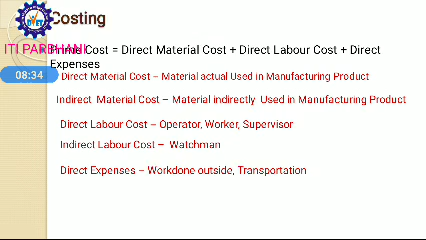 Costing
DVET
ITI PARBHANI
Prime Cost = Direct Material Cost + Direct Labour Cost + Direct
Expenses
08:34
Direct Material Cost – Material actual Used in Manufacturing Product
Indirect Material Cost – Material indirectly Used in Manufacturing Product
Direct Labour Cost – Operator, Worker, Supervisor
Indirect Labour Cost – Watchman
Direct Expenses – Workdone outside, Transportation